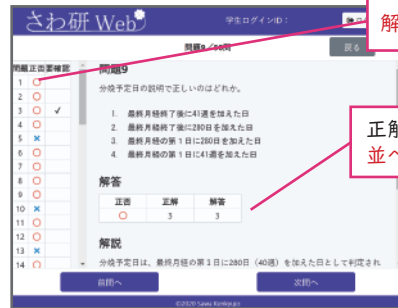 さわ研 Web
学生ログインID：
解
問題9／90問
戻る
問題 正否 要確認
1 ○
2 ○
3 ○ ✓
4 ○
5 ×
6 ○
7 ○
8 ○
9 ○
10 ×
11 ○
12 ○
13 ×
14 ○
問題9
分娩予定日の説明で正しいのはどれか。
1. 最終月経終了後に41週を加えた日
2. 最終月経終了後に280日を加えた日
3. 最終月経の第1日に280日を加えた日
4. 最終月経の第1日に41週を加えた日
正解
並べ
解答
正否 正解 解答
○ 3 3
解説
分娩予定日は、最終月経の第1日に280日（40週）を加えた日として判定され
前問へ
次問へ